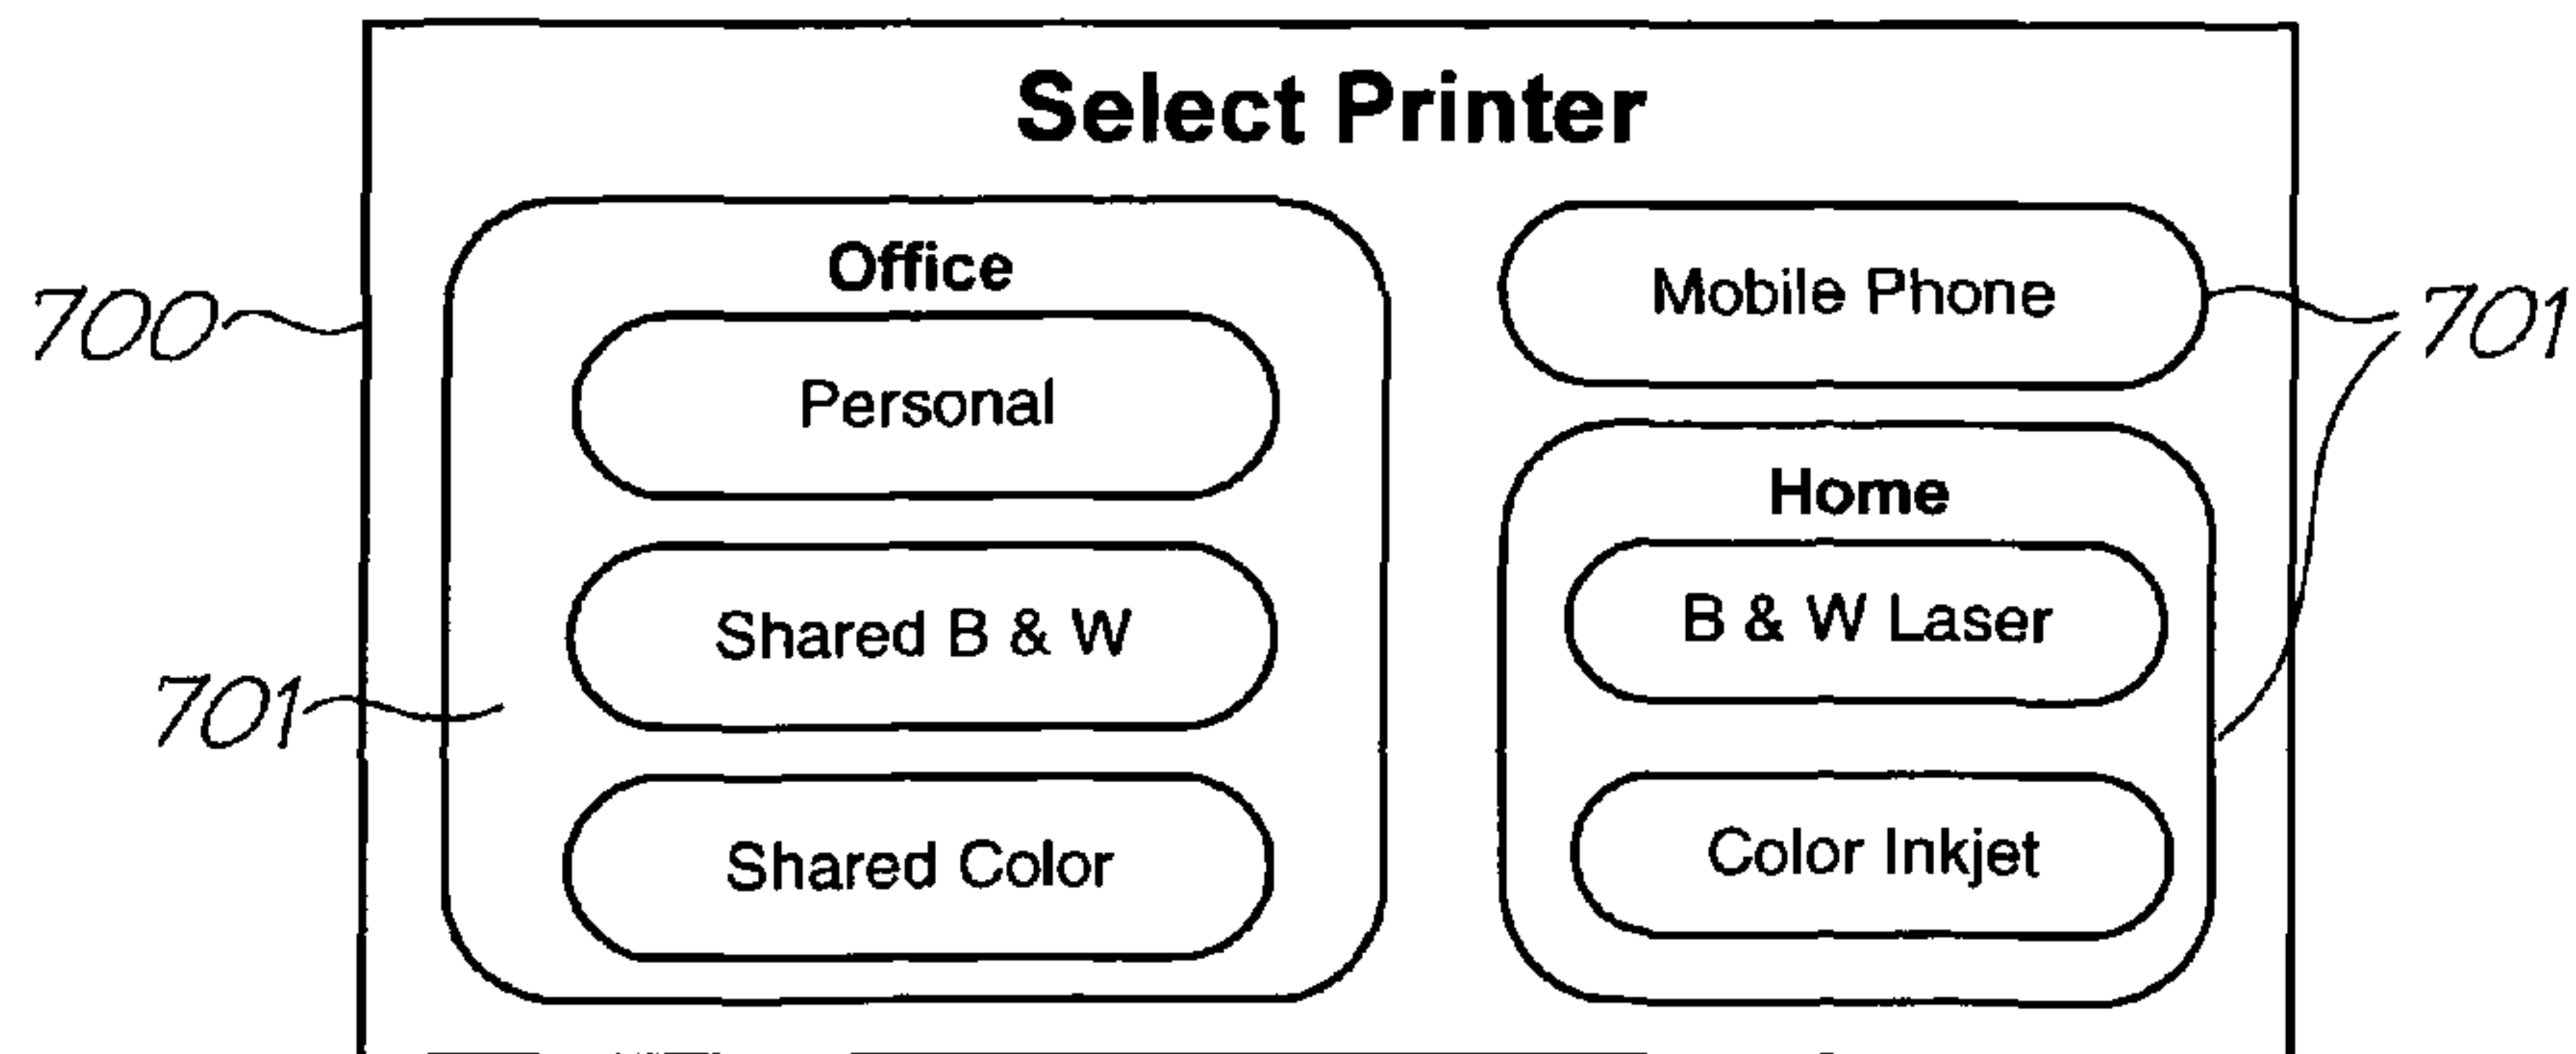 Select Printer
Office
Personal
Shared B & W
Shared Color
Mobile Phone
Home
B & W Laser
Color Inkjet
700
701
701